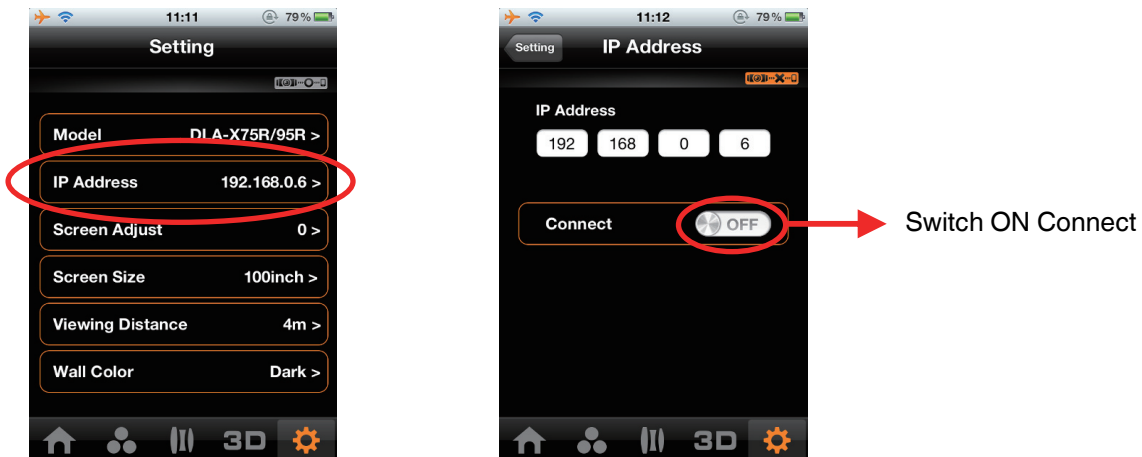 11:11
79%
Setting
Model DLA-X75R/95R >
IP Address 192.168.0.6 >
Screen Adjust 0 >
Screen Size 100inch >
Viewing Distance 4m >
Wall Color Dark >
3D
11:12
79%
Setting
IP Address
IP Address
192 168 0 6
Connect OFF
Switch ON Connect
3D